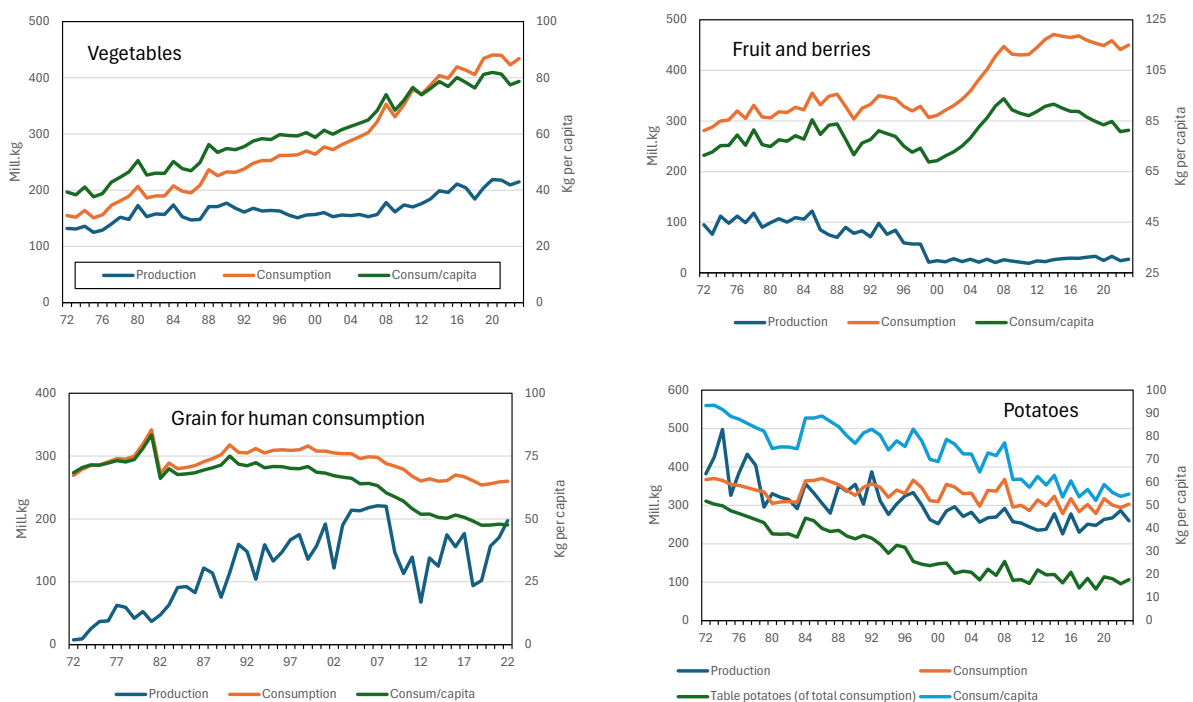 Vegetables
Mill.kg
500
400
300
200
100
0
100
80
60
40
20
0
Kg per capita
72 76 80 84 88 92 96 00 04 08 12 16 20
Production Consumption Consum/capita
Fruit and berries
Mill.kg
500
400
300
200
100
0
125
105
85
65
45
25
Kg per capita
72 76 80 84 88 92 96 00 04 08 12 16 20
Production Consumption Consum/capita
Grain for human consumption
Mill.kg
400
300
200
100
0
100
75
50
25
0
Kg per capita
72 77 82 87 92 97 02 07 12 17 22
Production Consumption Consum/capita
Potatoes
Mill.kg
600
500
400
300
200
100
0
100
90
80
70
60
50
40
30
20
10
0
Kg per capita
72 76 80 84 88 92 96 00 04 08 12 16 20
Production Consumption
Table potatoes (of total consumption) Consum/capita